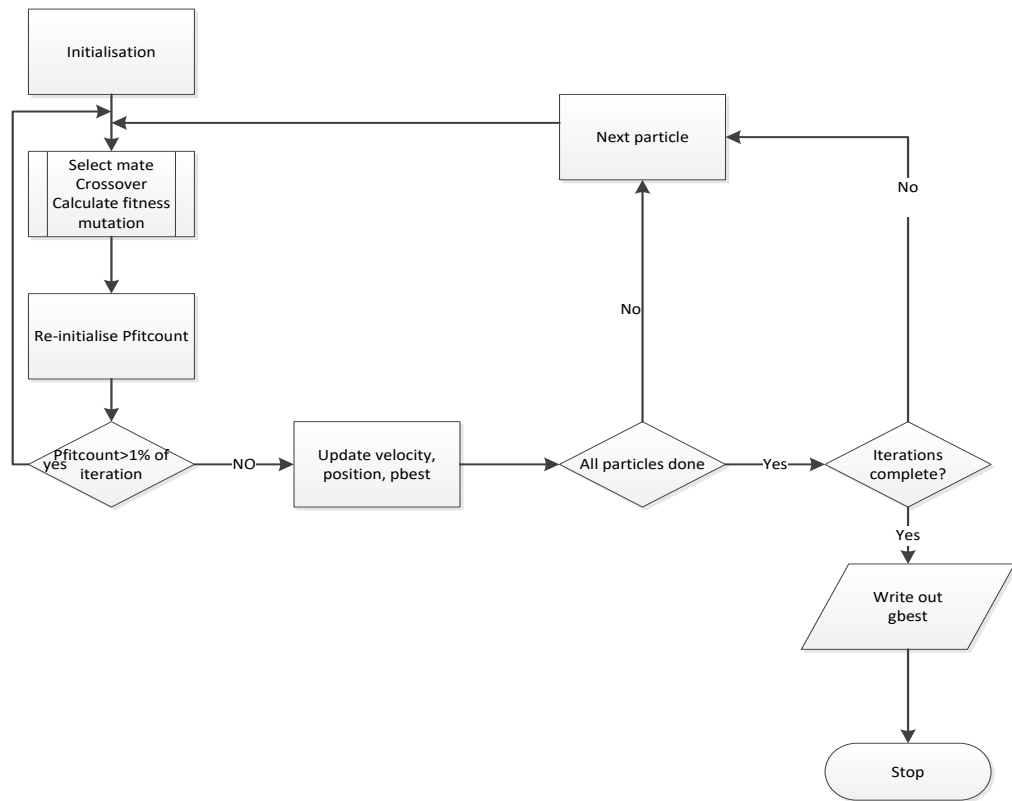 Initialisation
Next particle
Select mate
Crossover
Calculate fitness
mutation
No
No
Re-initialise Pfitcount
Pfitcount>1% of
iteration
yes
NO
Update velocity,
position, pbest
All particles done
Yes
Iterations
complete?
Yes
Write out
gbest
Stop